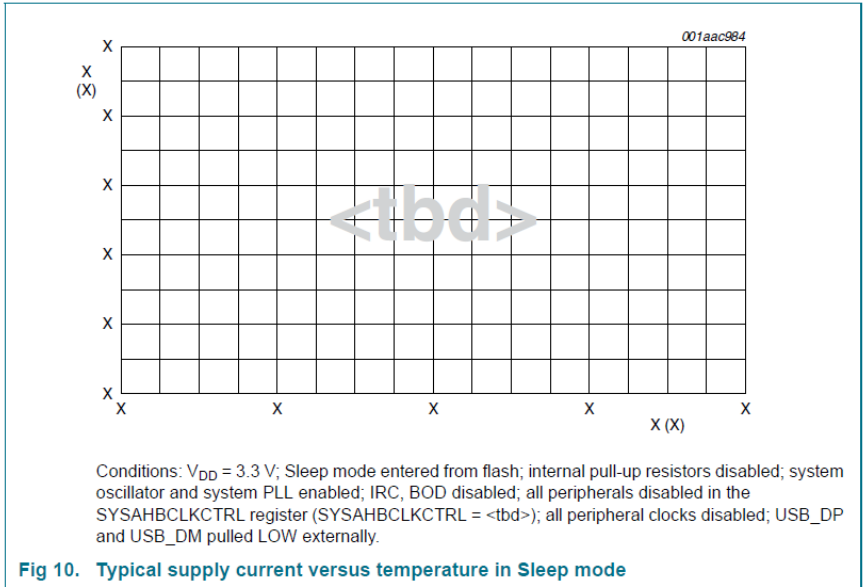 001aac984
X
X
(X)
X
X
<tbd>
X
X
X
X X X X X
X (X)
Conditions: VDD = 3.3 V; Sleep mode entered from flash; internal pull-up resistors disabled; system
oscillator and system PLL enabled; IRC, BOD disabled; all peripherals disabled in the
SYSAHBCLKCTRL register (SYSAHBCLKCTRL = <tbd>); all peripheral clocks disabled; USB_DP
and USB_DM pulled LOW externally.
Fig 10. Typical supply current versus temperature in Sleep mode